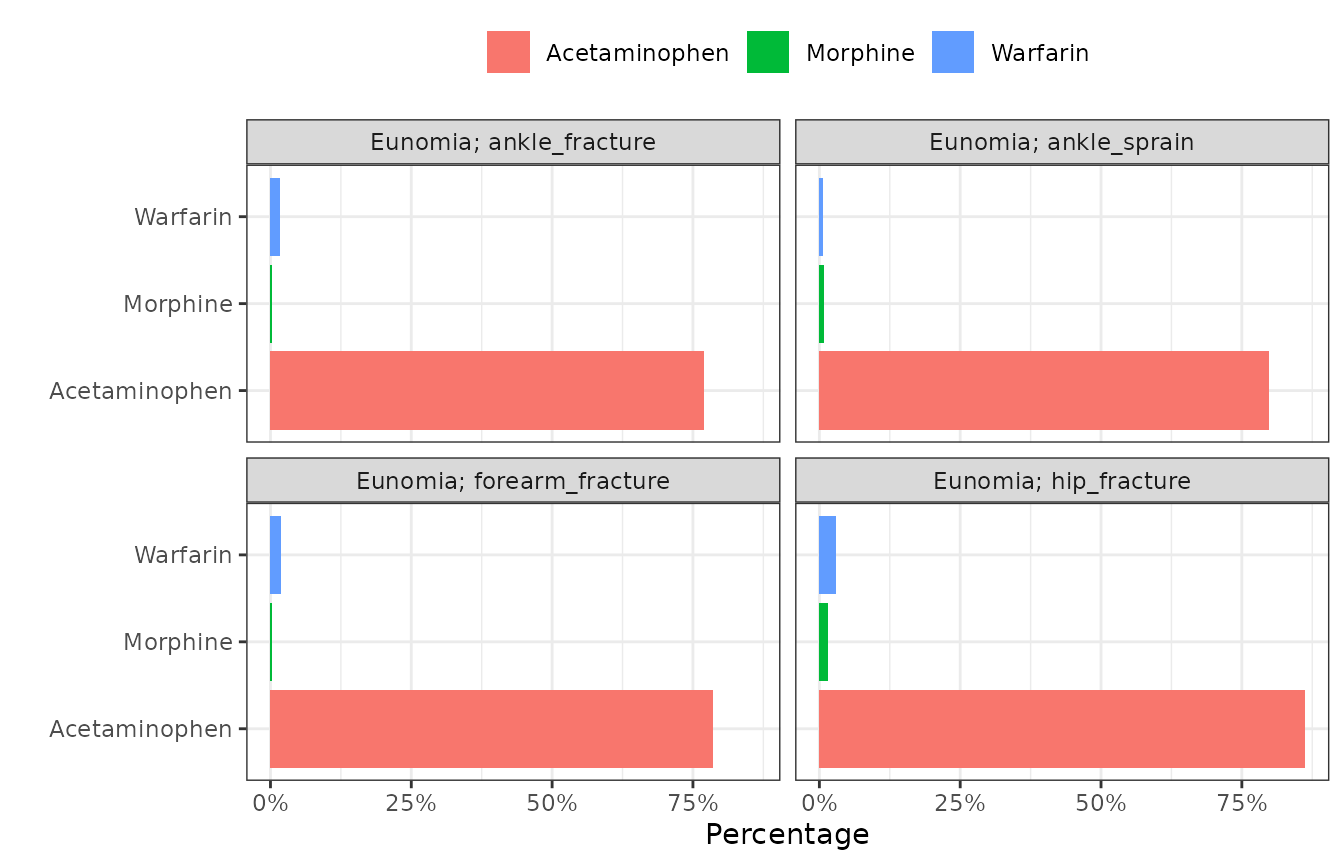 Acetaminophen Morphine Warfarin
Eunomia; ankle_fracture
Eunomia; ankle_sprain
Warfarin
Morphine
Acetaminophen
Eunomia; forearm_fracture
Eunomia; hip_fracture
Warfarin
Morphine
Acetaminophen
0% 25% 50% 75%
0% 25% 50% 75%
Percentage